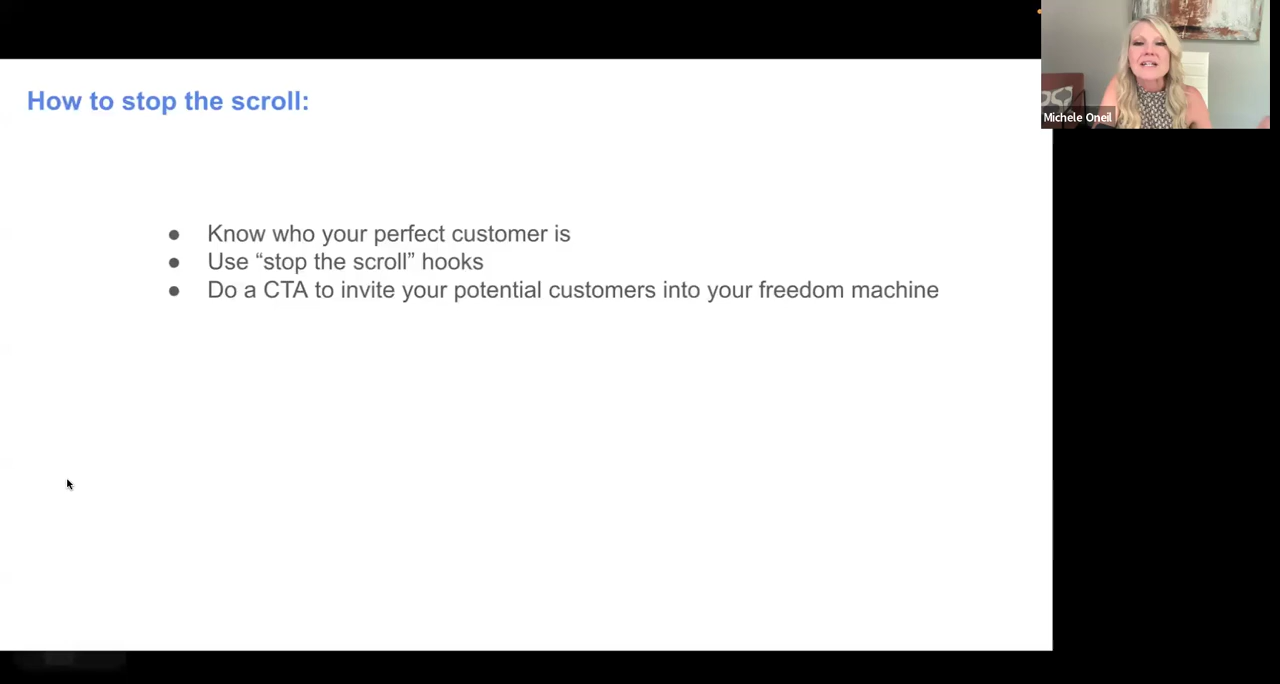 How to stop the scroll:
● Know who your perfect customer is
● Use “stop the scroll” hooks
● Do a CTA to invite your potential customers into your freedom machine
Michele Oneil